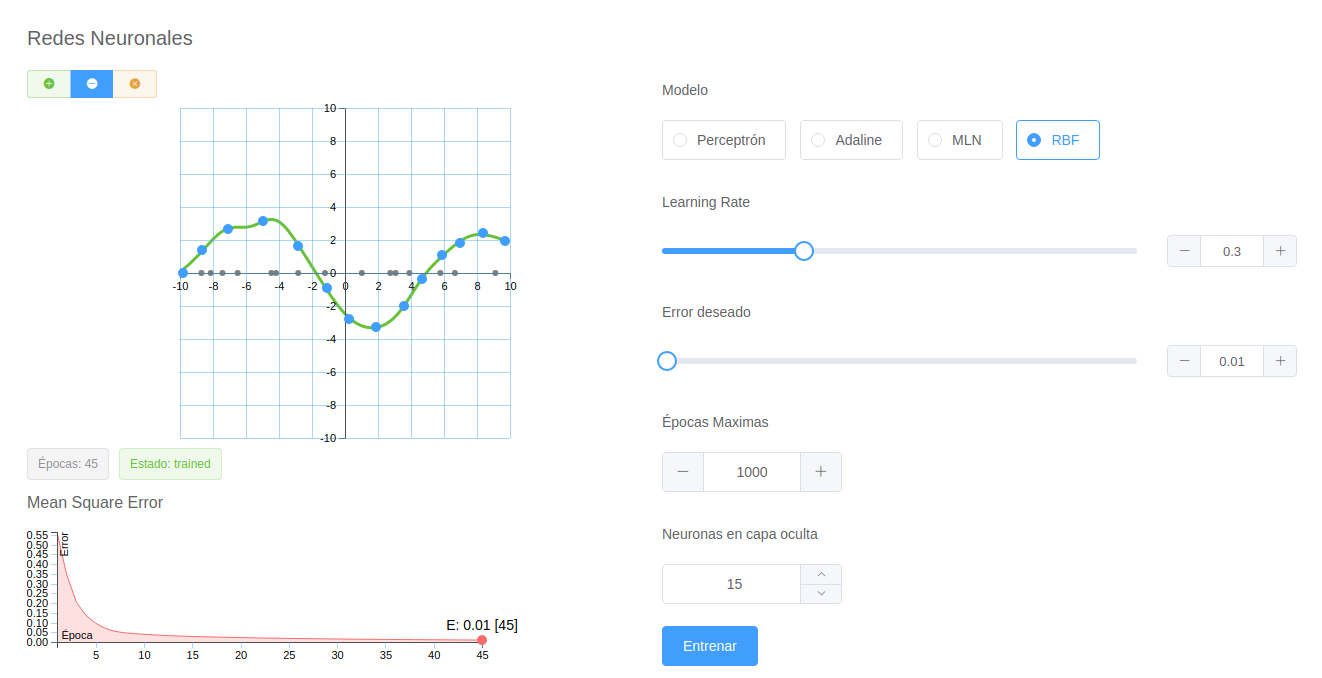 Redes Neuronales
10
8
6
4
2
0
-2
-4
-6
-8
-10
-10 -8 -6 -4 -2 0 2 4 6 8 10
Épocas: 45 Estado: trained
Mean Square Error
0.55
0.50
0.45
0.40
0.35
0.30
0.25
0.20
0.15
0.10
0.05
0.00
Error
Época
E: 0.01 [45]
5 10 15 20 25 30 35 40 45
Modelo
Perceptrón Adaline MLN RBF
Learning Rate
0.3
Error deseado
0.01
Épocas Maximas
1000
Neuronas en capa oculta
15
Entrenar